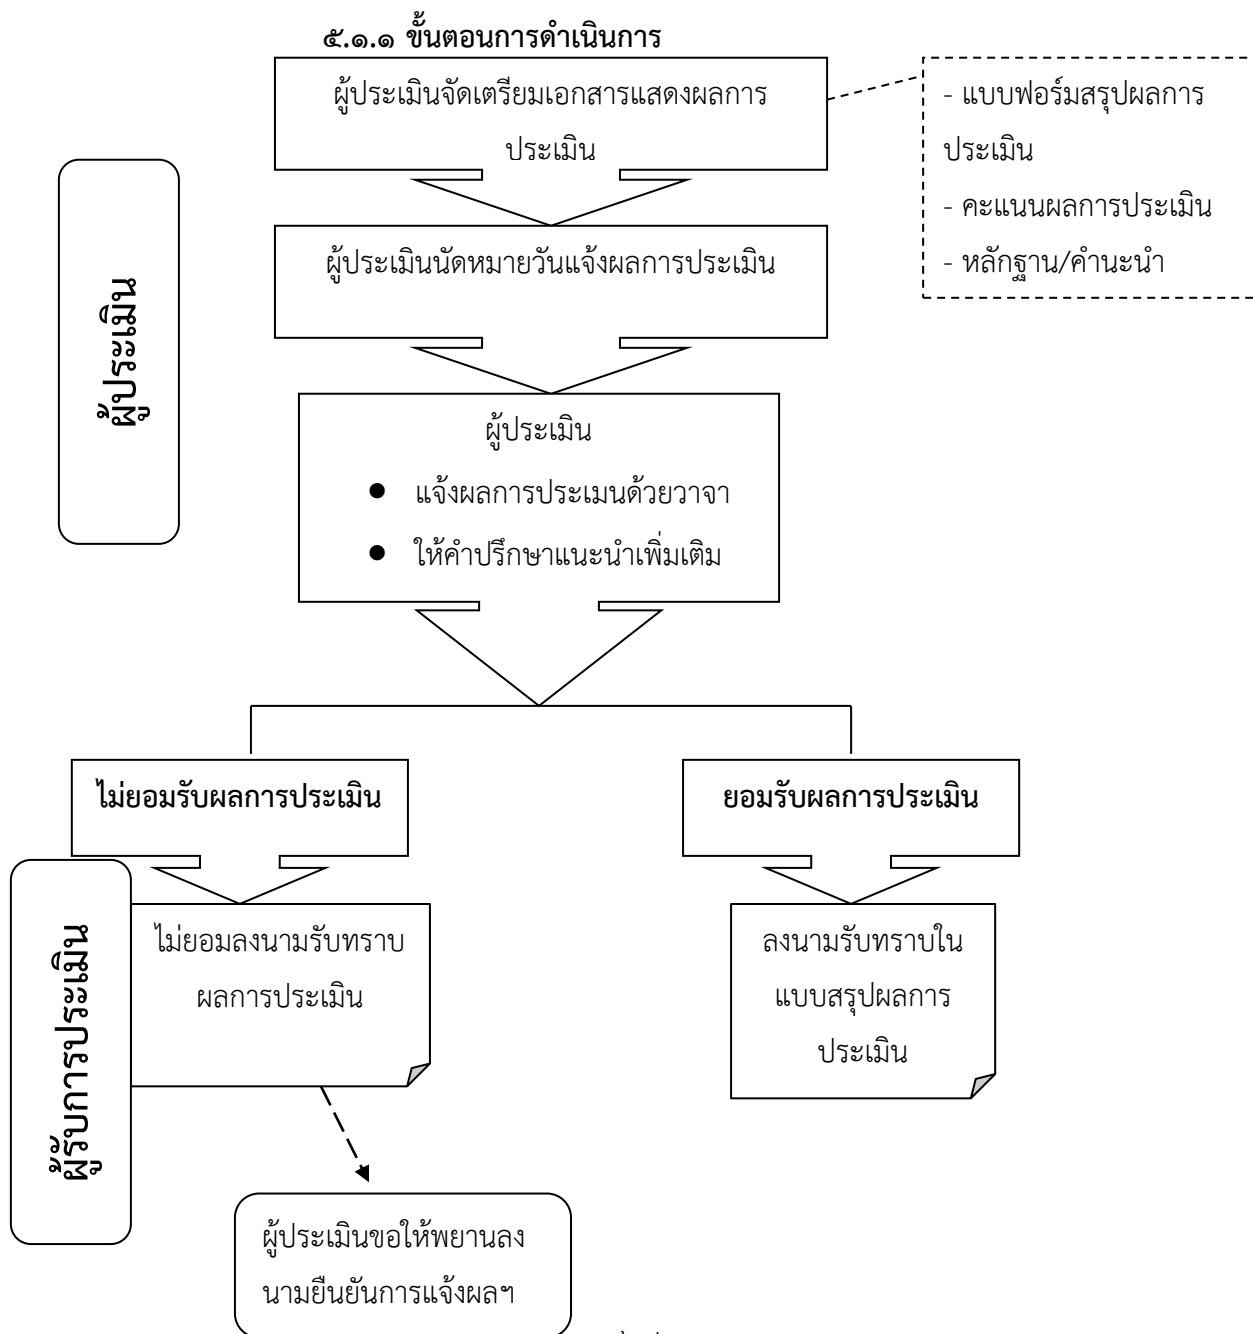 ๕.๑.๑ ขั้นตอนการดำเนินการ
ผู้ประเมินจัดเตรียมเอกสารแสดงผลการ
ประเมิน
- แบบฟอร์มสรุปผลการ
ประเมิน
- คะแนนผลการประเมิน
- หลักฐาน/คำนะนำ
ผู้ประเมินนัดหมายวันแจ้งผลการประเมิน
ผู้ประเมิน
ผู้ประเมิน
● แจ้งผลการประเมนด้วยวาจา
● ให้คำปรึกษาแนะนำเพิ่มเติม
ไม่ยอมรับผลการประเมิน
ยอมรับผลการประเมิน
ผู้รับการประเมิน
ไม่ยอมลงนามรับทราบ
ผลการประเมิน
ลงนามรับทราบใน
แบบสรุปผลการ
ประเมิน
ผู้ประเมินขอให้พยานลง
นามยืนยันการแจ้งผลฯ